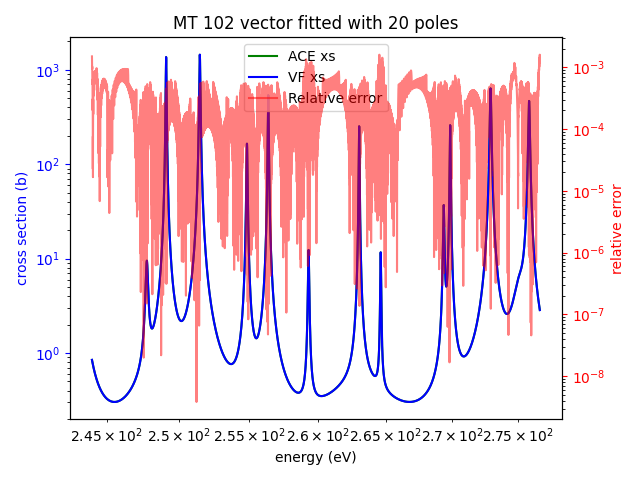 MT 102 vector fitted with 20 poles
ACE xs
VF xs
Relative error
cross section (b)
10³
10²
10¹
10⁰
relative error
10⁻³
10⁻⁴
10⁻⁵
10⁻⁶
10⁻⁷
10⁻⁸
2.45 × 10² 2.5 × 10² 2.55 × 10² 2.6 × 10² 2.65 × 10² 2.7 × 10² 2.75 × 10²
energy (eV)